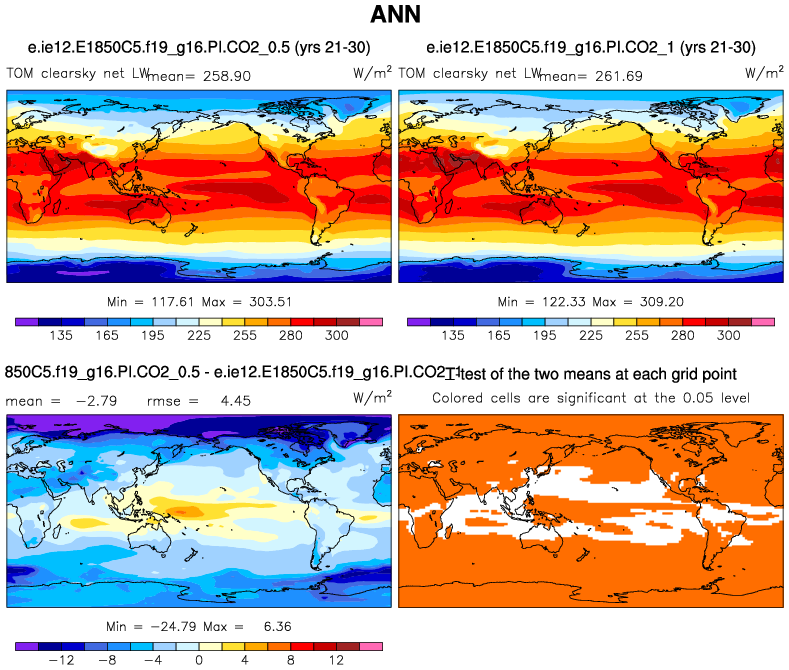 ANN
e.ie12.E1850C5.f19_g16.PI.CO2_0.5 (yrs 21-30)
e.ie12.E1850C5.f19_g16.PI.CO2_1 (yrs 21-30)
TOM clearsky net LW mean= 258.90 W/m2
TOM clearsky net LW mean= 261.69 W/m2
Min = 117.61 Max = 303.51
Min = 122.33 Max = 309.20
135 165 195 225 255 280 300
135 165 195 225 255 280 300
850C5.f19_g16.PI.CO2_0.5 - e.ie12.E1850C5.f19_g16.PI.CO2_1
T-test of the two means at each grid point
mean = −2.79 rmse = 4.45 W/m2
Colored cells are significant at the 0.05 level
Min = −24.79 Max = 6.36
−12 −8 −4 0 4 8 12